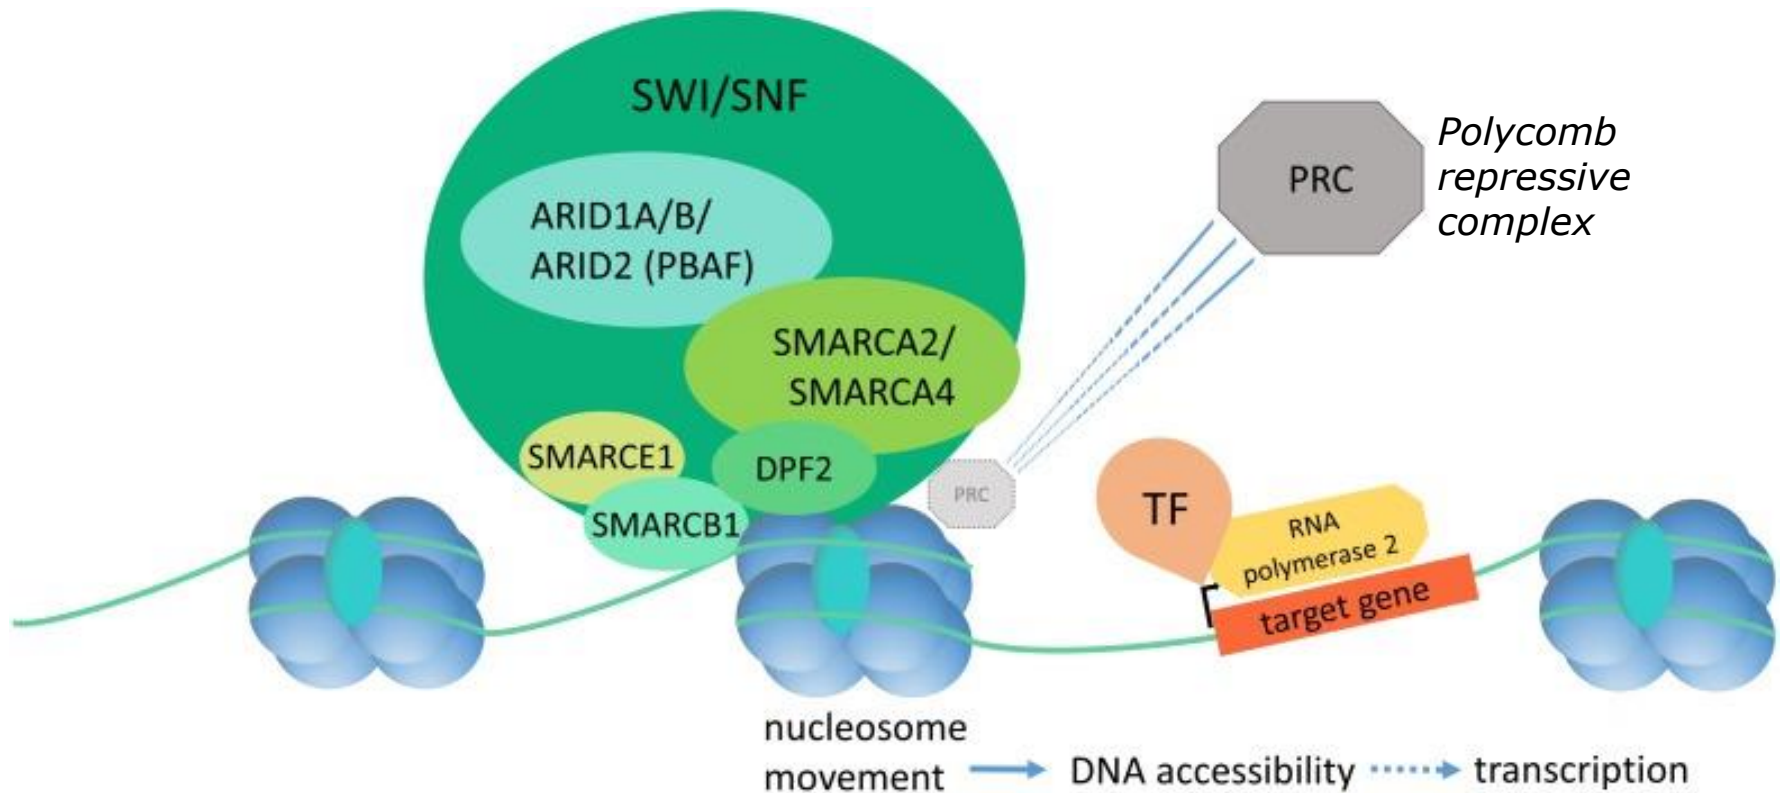 SWI/SNF
ARID1A/B/
ARID2 (PBAF)
SMARCA2/
SMARCA4
SMARCE1
DPF2
SMARCB1
PRC
Polycomb
repressive
complex
PRC
TF
RNA
polymerase 2
target gene
nucleosome
movement
DNA accessibility
transcription